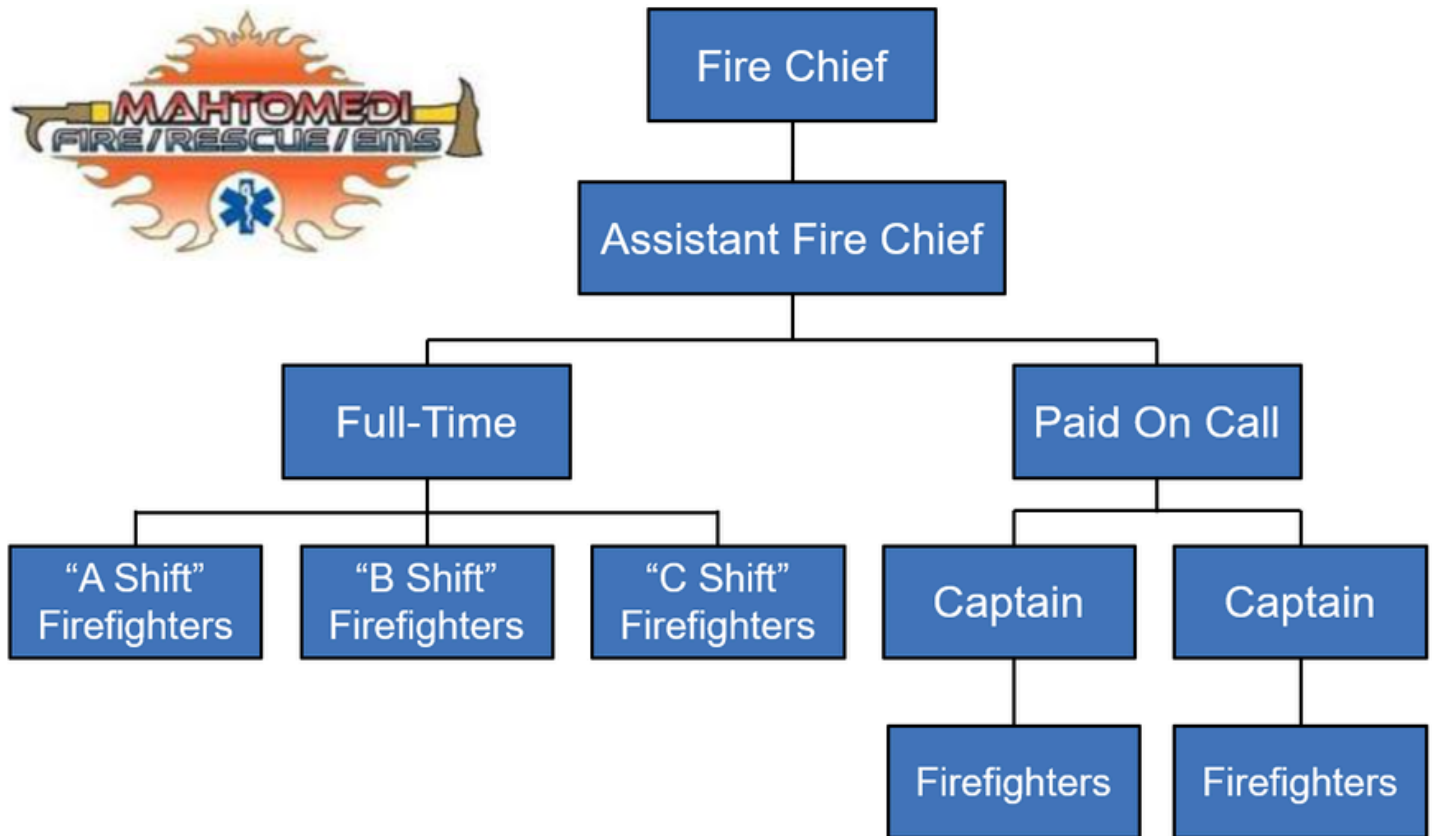 MAHTOMEDI
FIRE/RESCUE/EMS
Fire Chief
Assistant Fire Chief
Full-Time
Paid On Call
“A Shift”
Firefighters
“B Shift”
Firefighters
“C Shift”
Firefighters
Captain
Captain
Firefighters
Firefighters